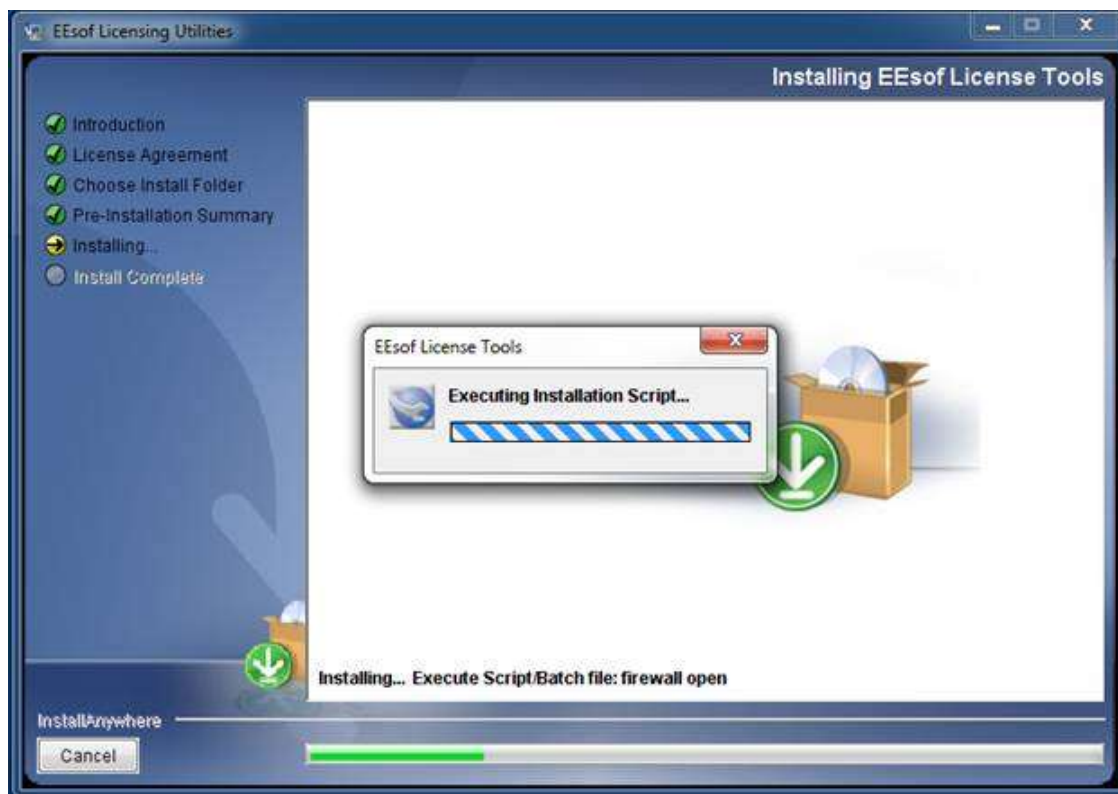 EEsof Licensing Utilities
Installing EEsof License Tools
Introduction
License Agreement
Choose Install Folder
Pre-Installation Summary
Installing...
Install Complete
EEsof License Tools
Executing Installation Script...
Installing... Execute Script/Batch file: firewall open
InstallAnywhere
Cancel